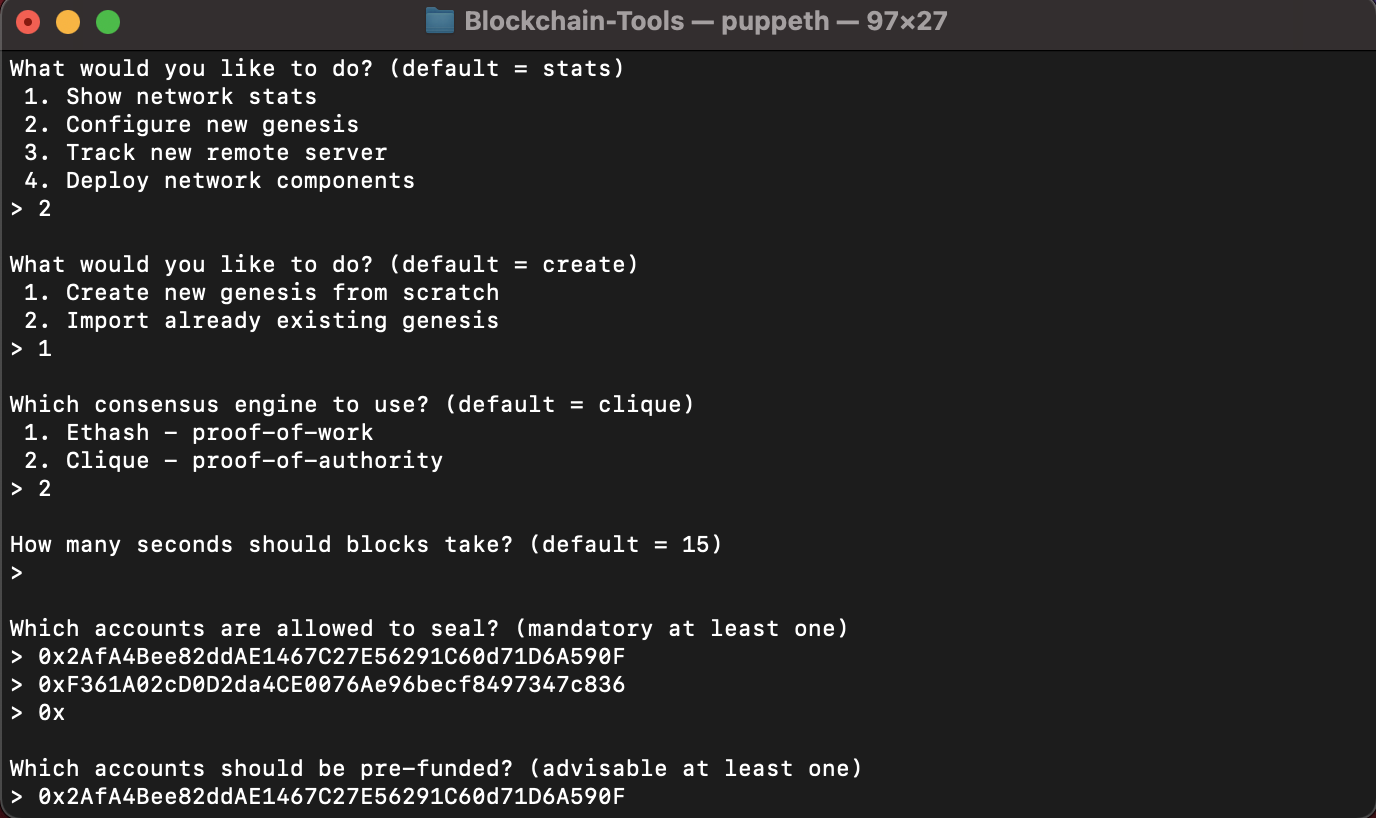 Blockchain-Tools — puppeth — 97×27
What would you like to do? (default = stats)
1. Show network stats
2. Configure new genesis
3. Track new remote server
4. Deploy network components
> 2
What would you like to do? (default = create)
1. Create new genesis from scratch
2. Import already existing genesis
> 1
Which consensus engine to use? (default = clique)
1. Ethash - proof-of-work
2. Clique - proof-of-authority
> 2
How many seconds should blocks take? (default = 15)
>
Which accounts are allowed to seal? (mandatory at least one)
> 0x2AfA4Bee82ddAE1467C27E56291C60d71D6A590F
> 0xF361A02cD0D2da4CE0076Ae96becf8497347c836
> 0x
Which accounts should be pre-funded? (advisable at least one)
> 0x2AfA4Bee82ddAE1467C27E56291C60d71D6A590F